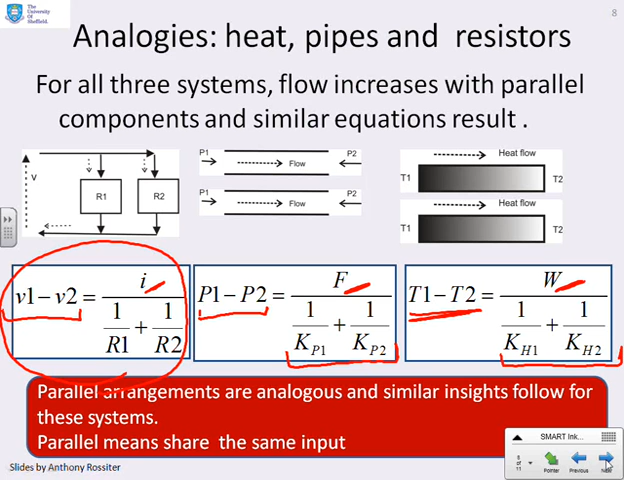 The
University
Of
Sheffield.
8
Analogies: heat, pipes and resistors
For all three systems, flow increases with parallel
components and similar equations result .
V
R1
R2
P1
P2
Flow
P1
P2
Flow
Heat flow
T1
T2
Heat flow
T1
T2
v1 − v2 = i / (1/R1 + 1/R2)
P1 − P2 = F / (1/K_P1 + 1/K_P2)
T1 − T2 = W / (1/K_H1 + 1/K_H2)
Parallel arrangements are analogous and similar insights follow for
these systems.
Parallel means share the same input
SMART Ink...
8
of
11
Pointer
Previous
Next
Slides by Anthony Rossiter